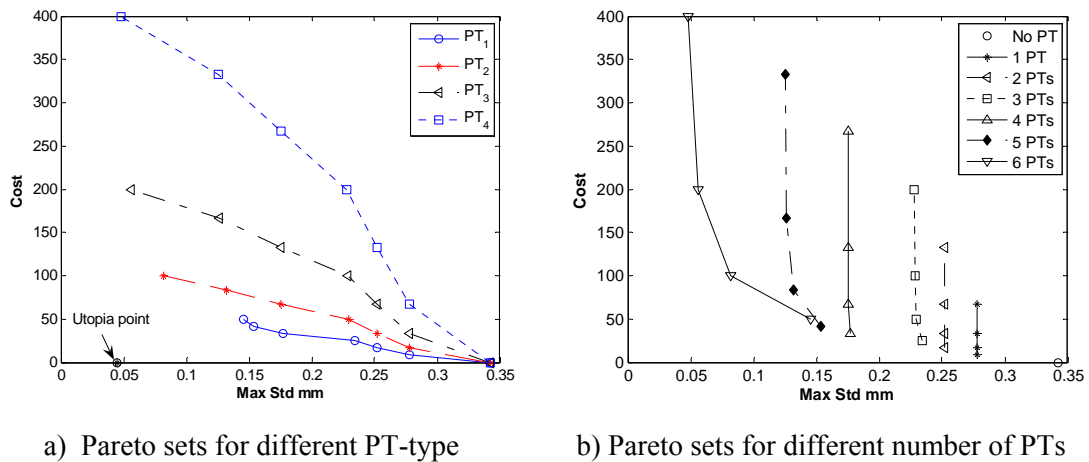 400
350
300
250
200
150
100
50
0
Cost
0 0.05 0.1 0.15 0.2 0.25 0.3 0.35
Max Std mm
PT1
PT2
PT3
PT4
Utopia point
a) Pareto sets for different PT-type
400
350
300
250
200
150
100
50
0
Cost
0 0.05 0.1 0.15 0.2 0.25 0.3 0.35
Max Std mm
No PT
1 PT
2 PTs
3 PTs
4 PTs
5 PTs
6 PTs
b) Pareto sets for different number of PTs